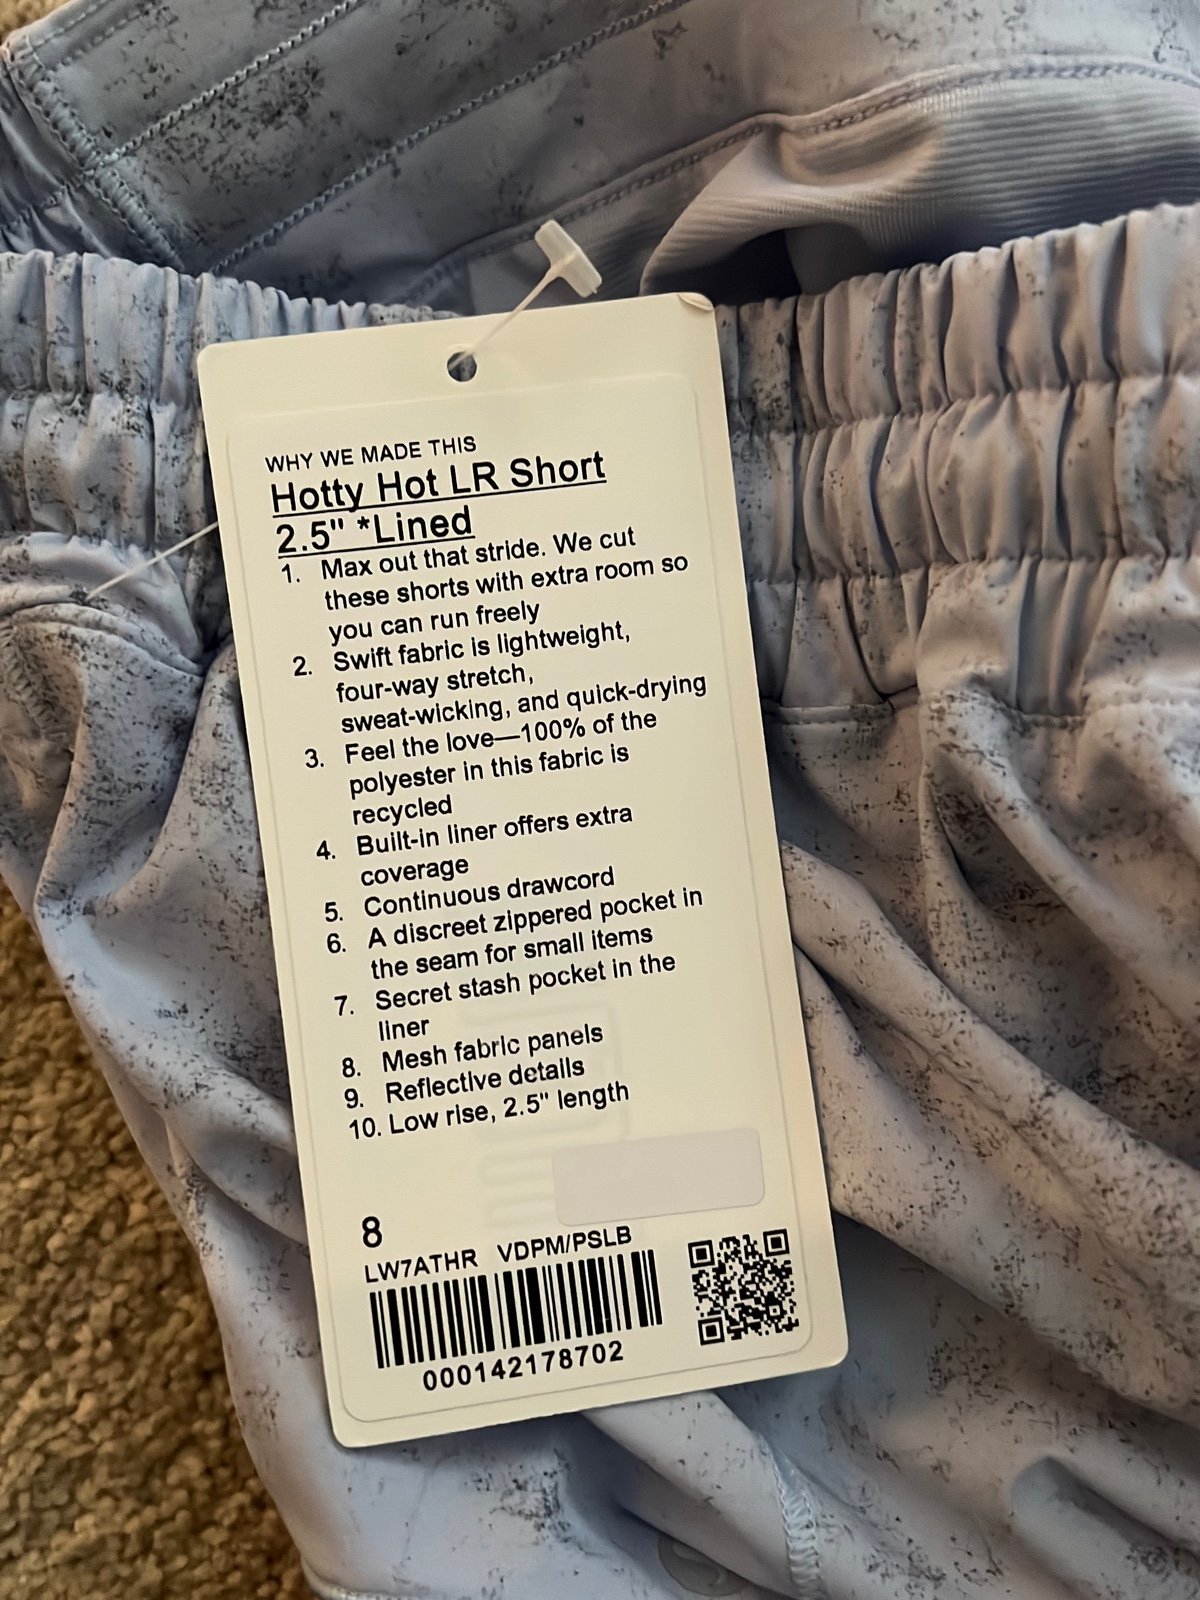 WHY WE MADE THIS
Hotty Hot LR Short
2.5" *Lined
1. Max out that stride. We cut
these shorts with extra room so
you can run freely
2. Swift fabric is lightweight,
four-way stretch,
sweat-wicking, and quick-drying
3. Feel the love—100% of the
polyester in this fabric is
recycled
4. Built-in liner offers extra
coverage
5. Continuous drawcord
6. A discreet zippered pocket in
the seam for small items
7. Secret stash pocket in the
liner
8. Mesh fabric panels
9. Reflective details
10. Low rise, 2.5" length
8
LW7ATHR VDPM/PSLB
000142178702